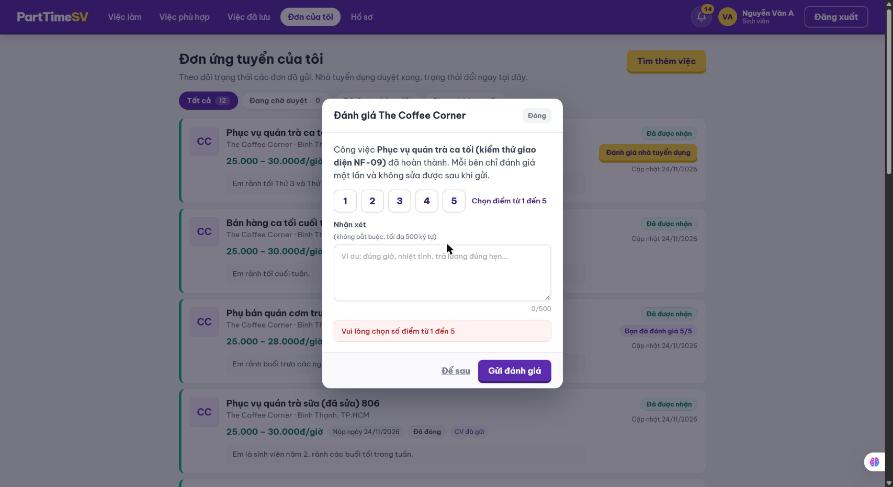 PartTimeSV
Việc làm
Việc phù hợp
Việc đã lưu
Đơn của tôi
Hồ sơ
14
VA
Nguyễn Văn A
Sinh viên
Đăng xuất
Đơn ứng tuyển của tôi
Theo dõi trạng thái các đơn đã gửi. Nhà tuyển dụng duyệt xong, trạng thái đổi ngay tại đây.
Tìm thêm việc
Tất cả 12
Đang chờ duyệt 0
CC
Phục vụ quán trà ca tố
The Coffee Corner · Bình Th
25.000 – 30.000đ/giờ
Em rảnh tối Thứ 3 và Thứ
Đã được nhận
Đánh giá nhà tuyển dụng
Cập nhật 24/11/2026
CC
Bán hàng ca tối cuối t
The Coffee Corner · Bình Th
25.000 – 30.000đ/giờ
Em rảnh tối cuối tuần.
Đã được nhận
Cập nhật 24/11/2026
CC
Phụ bán quán cơm trư
The Coffee Corner · Bình Th
25.000 – 28.000đ/giờ
Em rảnh buổi trưa các ng
Đã được nhận
Bạn đã đánh giá 5/5
Cập nhật 24/11/2026
CC
Phục vụ quán trà sữa (đã sửa) 806
The Coffee Corner · Bình Thạnh, TP.HCM
25.000 – 30.000đ/giờ
Nộp ngày 24/11/2026
Đã đóng
CV đã gửi
Em là sinh viên năm 2, rảnh các buổi tối trong tuần.
Đã được nhận
Cập nhật 24/11/2026
Đánh giá The Coffee Corner
Đóng
Công việc Phục vụ quán trà ca tối (kiểm thử giao
diện NF-09) đã hoàn thành. Mỗi bên chỉ đánh giá
một lần và không sửa được sau khi gửi.
1 2 3 4 5 Chọn điểm từ 1 đến 5
Nhận xét
(không bắt buộc, tối đa 500 ký tự)
Ví dụ: đúng giờ, nhiệt tình, trả lương đúng hẹn...
0/500
Vui lòng chọn số điểm từ 1 đến 5
Để sau
Gửi đánh giá